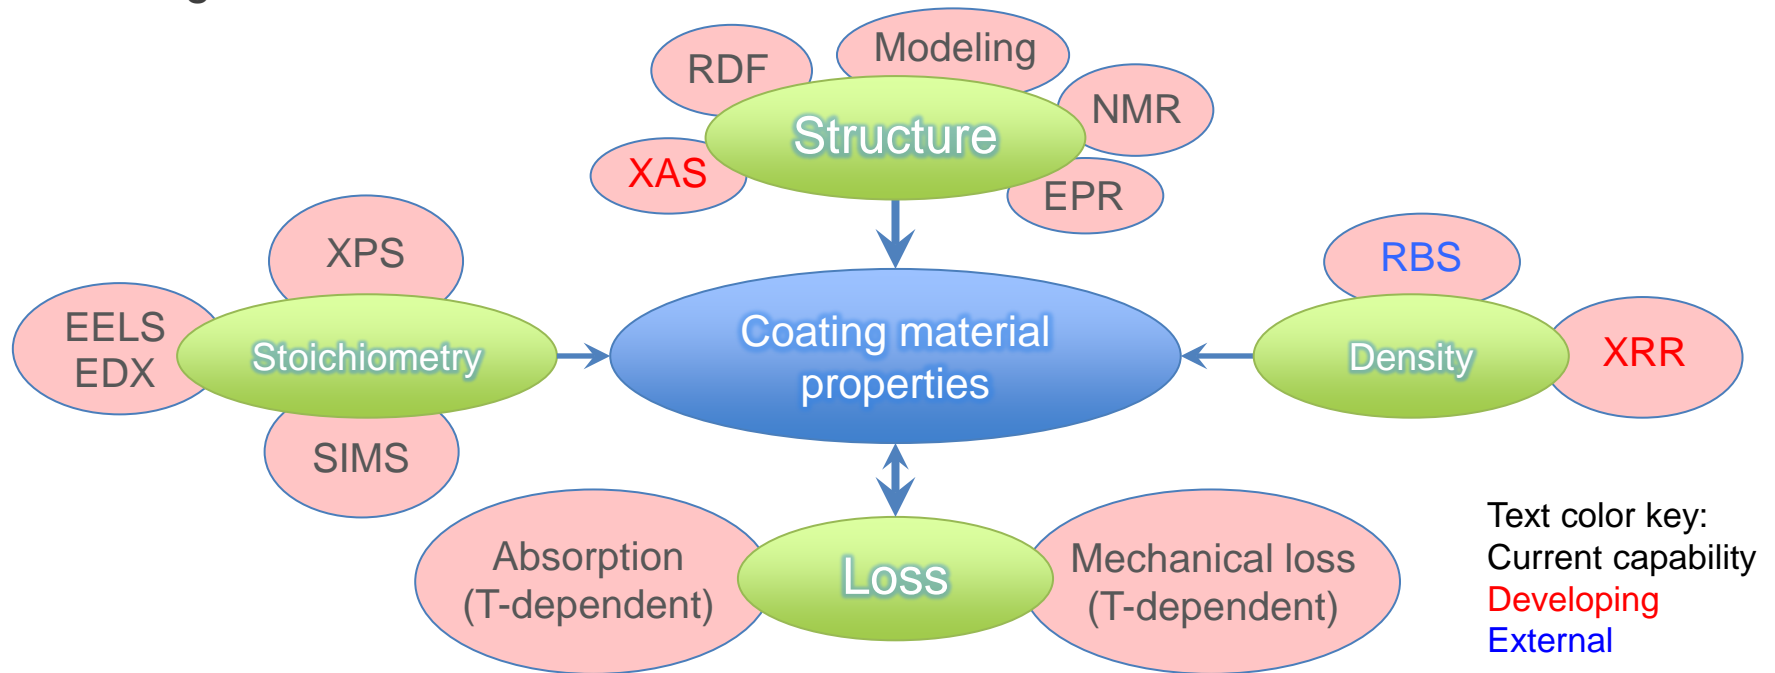 RDF
Modeling
NMR
Structure
XAS
EPR
XPS
RBS
EELS
EDX
Stoichiometry
Coating material
properties
Density
XRR
SIMS
Absorption
(T-dependent)
Loss
Mechanical loss
(T-dependent)
Text color key:
Current capability
Developing
External